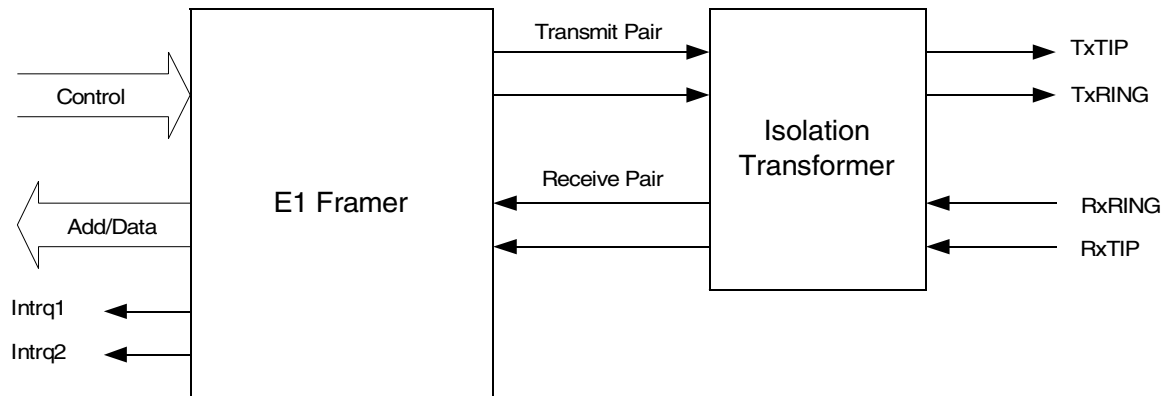 Transmit Pair
TxTIP
Control
TxRING
Isolation
Transformer
Receive Pair
E1 Framer
RxRING
Add/Data
RxTIP
Intrq1
Intrq2